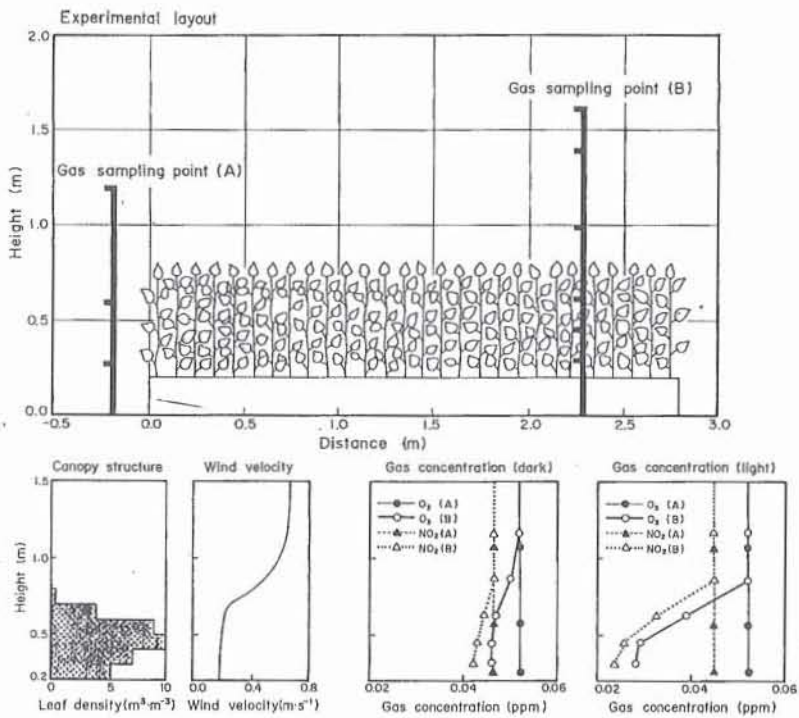 Experimental layout
2.0
Gas sampling point (B)
1.5
Gas sampling point (A)
Height (m)
1.0
0.5
0.0
-0.5 0.0 0.5 1.0 1.5 2.0 2.5 3.0
Distance (m)
Canopy structure Wind velocity Gas concentration (dark) Gas concentration (light)
1.5
O₃ (A) O₃ (A)
O₃ (B) O₃ (B)
NO₂(A) NO₂(A)
NO₂(B) NO₂(B)
Height (m)
1.0
0.5
0.2
0 5 10 0.0 0.4 0.8 0.02 0.04 0.06 0.02 0.04 0.06
Leaf density(m³·m⁻³) Wind velocity(m·s⁻¹) Gas concentration (ppm) Gas concentration (ppm)